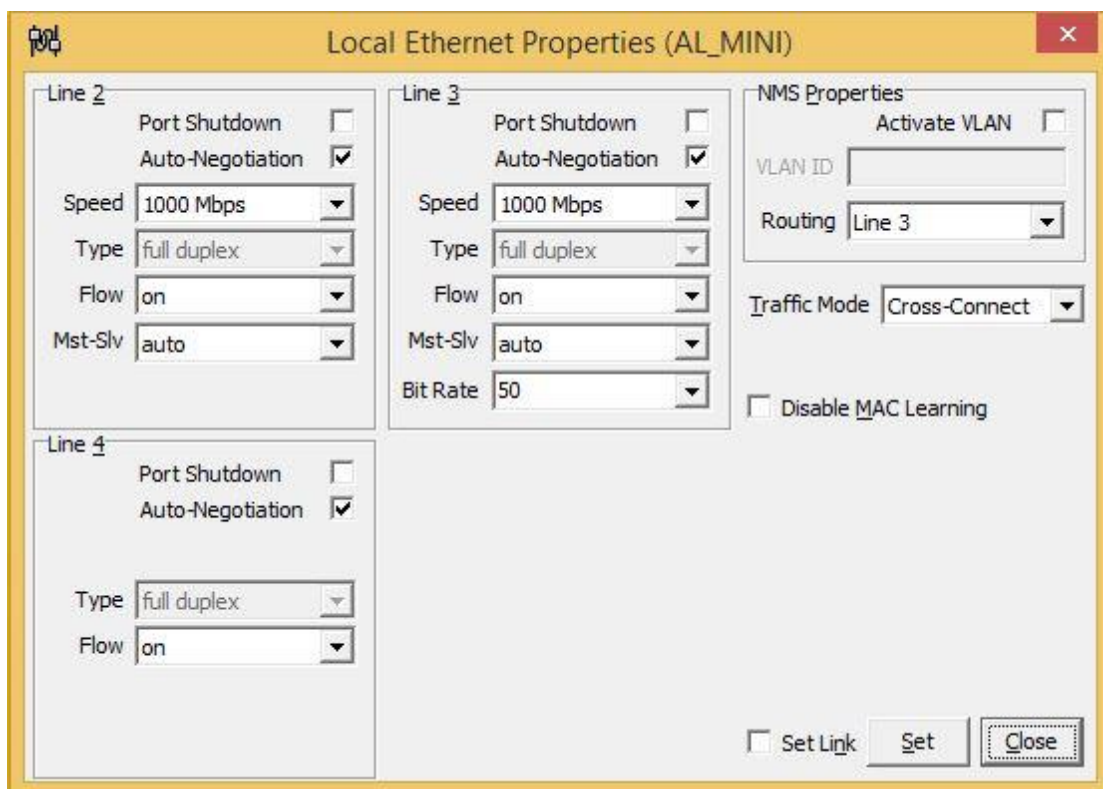 Local Ethernet Properties (AL_MINI)
Line 2
Port Shutdown
Auto-Negotiation
Speed 1000 Mbps
Type full duplex
Flow on
Mst-Slv auto
Line 3
Port Shutdown
Auto-Negotiation
Speed 1000 Mbps
Type full duplex
Flow on
Mst-Slv auto
Bit Rate 50
NMS Properties
Activate VLAN
VLAN ID
Routing Line 3
Traffic Mode Cross-Connect
Disable MAC Learning
Line 4
Port Shutdown
Auto-Negotiation
Type full duplex
Flow on
Set Link Set Close